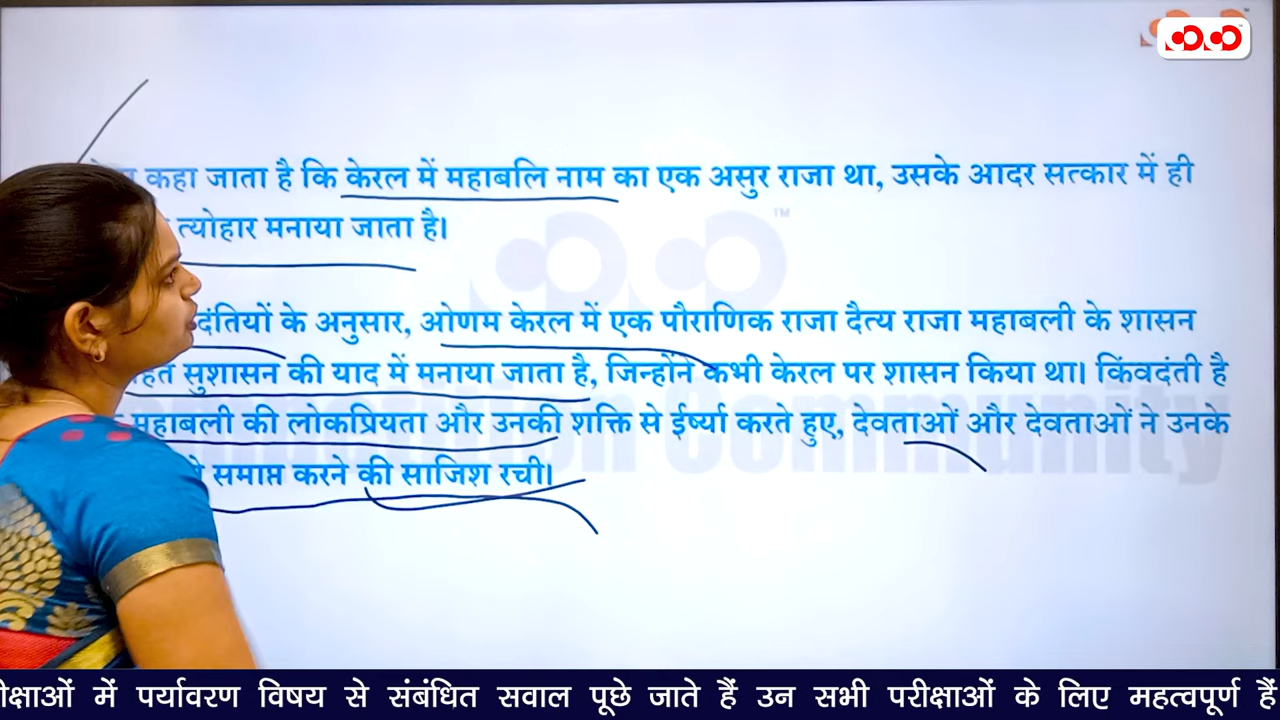 कहा जाता है कि केरल में महाबलि नाम का एक असुर राजा था, उसके आदर सत्कार में ही
त्योहार मनाया जाता है।
दंतियों के अनुसार, ओणम केरल में एक पौराणिक राजा दैत्य राजा महाबली के शासन
सुशासन की याद में मनाया जाता है, जिन्होंने कभी केरल पर शासन किया था। किंवदंती है
महाबली की लोकप्रियता और उनकी शक्ति से ईर्ष्या करते हुए, देवताओं और देवताओं ने उनके
समाप्त करने की साजिश रची।
Community
में पर्यावरण विषय से संबंधित सवाल पूछे जाते हैं उन सभी परीक्षाओं के लिए महत्वपूर्ण हैं